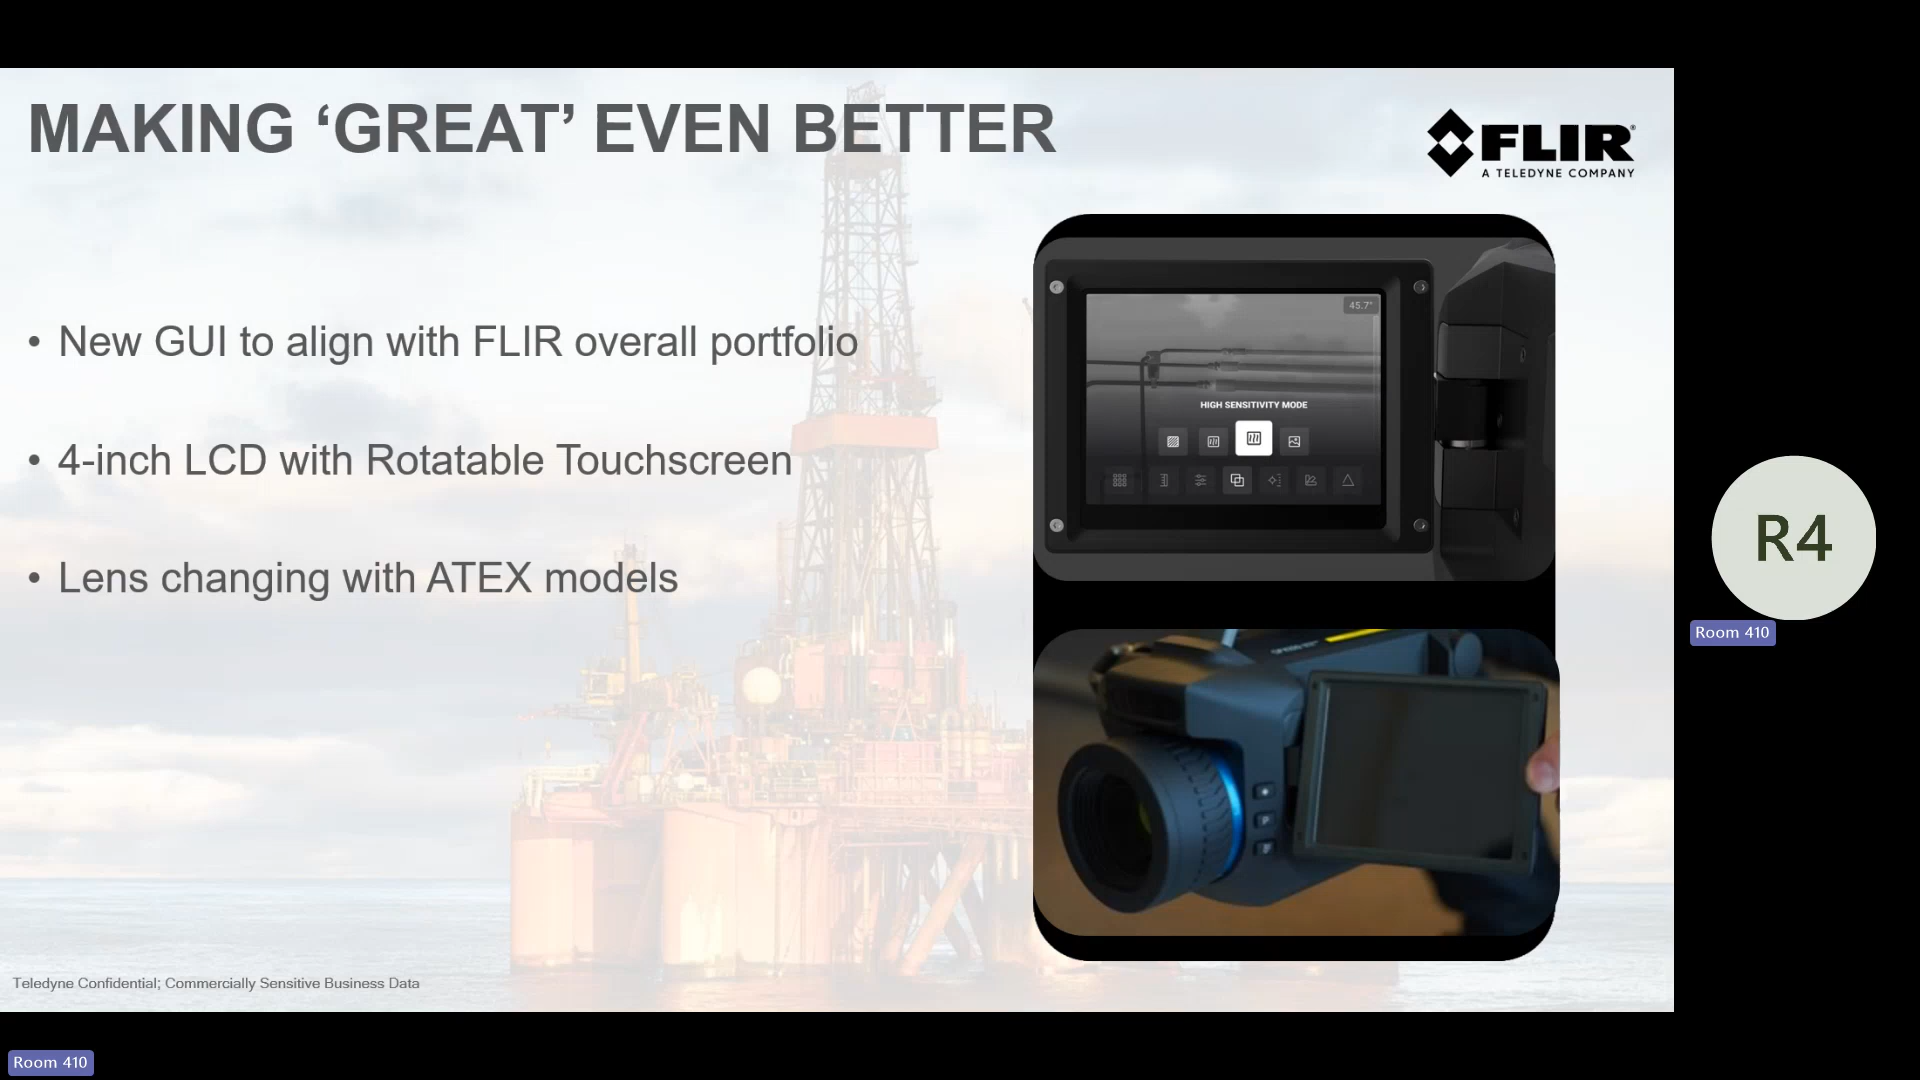 MAKING ‘GREAT’ EVEN BETTER
FLIR®
A TELEDYNE COMPANY
• New GUI to align with FLIR overall portfolio
• 4-inch LCD with Rotatable Touchscreen
• Lens changing with ATEX models
45.7°
HIGH SENSITIVITY MODE
P
R4
Room 410
Teledyne Confidential; Commercially Sensitive Business Data
Room 410